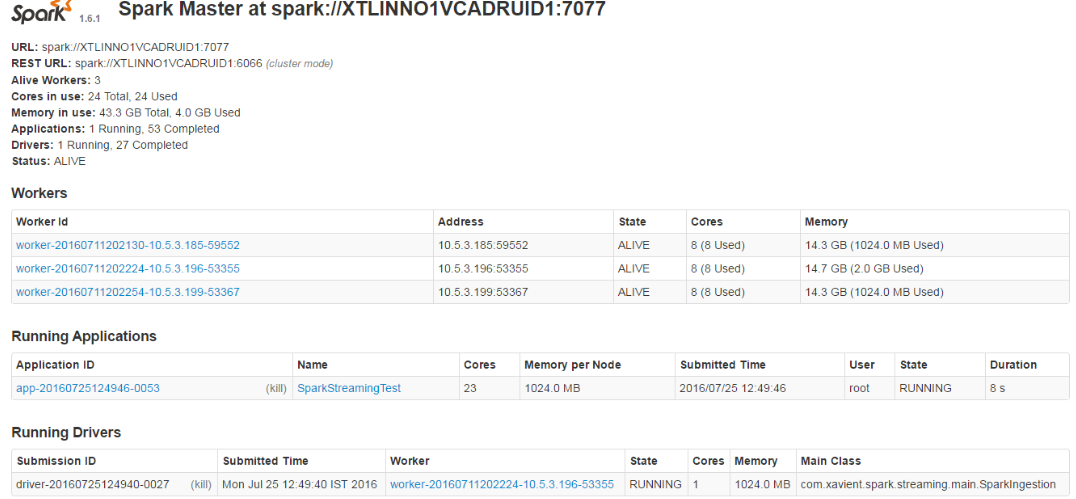 Spark 1.6.1 Spark Master at spark://XTLINNO1VCADRUID1:7077
URL: spark://XTLINNO1VCADRUID1:7077
REST URL: spark://XTLINNO1VCADRUID1:6066 (cluster mode)
Alive Workers: 3
Cores in use: 24 Total, 24 Used
Memory in use: 43.3 GB Total, 4.0 GB Used
Applications: 1 Running, 53 Completed
Drivers: 1 Running, 27 Completed
Status: ALIVE
Workers
Worker Id Address State Cores Memory
worker-20160711202130-10.5.3.185-59552 10.5.3.185:59552 ALIVE 8 (8 Used) 14.3 GB (1024.0 MB Used)
worker-20160711202224-10.5.3.196-53355 10.5.3.196:53355 ALIVE 8 (8 Used) 14.7 GB (2.0 GB Used)
worker-20160711202254-10.5.3.199-53367 10.5.3.199:53367 ALIVE 8 (8 Used) 14.3 GB (1024.0 MB Used)
Running Applications
Application ID Name Cores Memory per Node Submitted Time User State Duration
app-20160725124946-0053 (kill) SparkStreamingTest 23 1024.0 MB 2016/07/25 12:49:46 root RUNNING 8 s
Running Drivers
Submission ID Submitted Time Worker State Cores Memory Main Class
driver-20160725124940-0027 (kill) Mon Jul 25 12:49:40 IST 2016 worker-20160711202224-10.5.3.196-53355 RUNNING 1 1024.0 MB com.xavient.spark.streaming.main.SparkIngestion